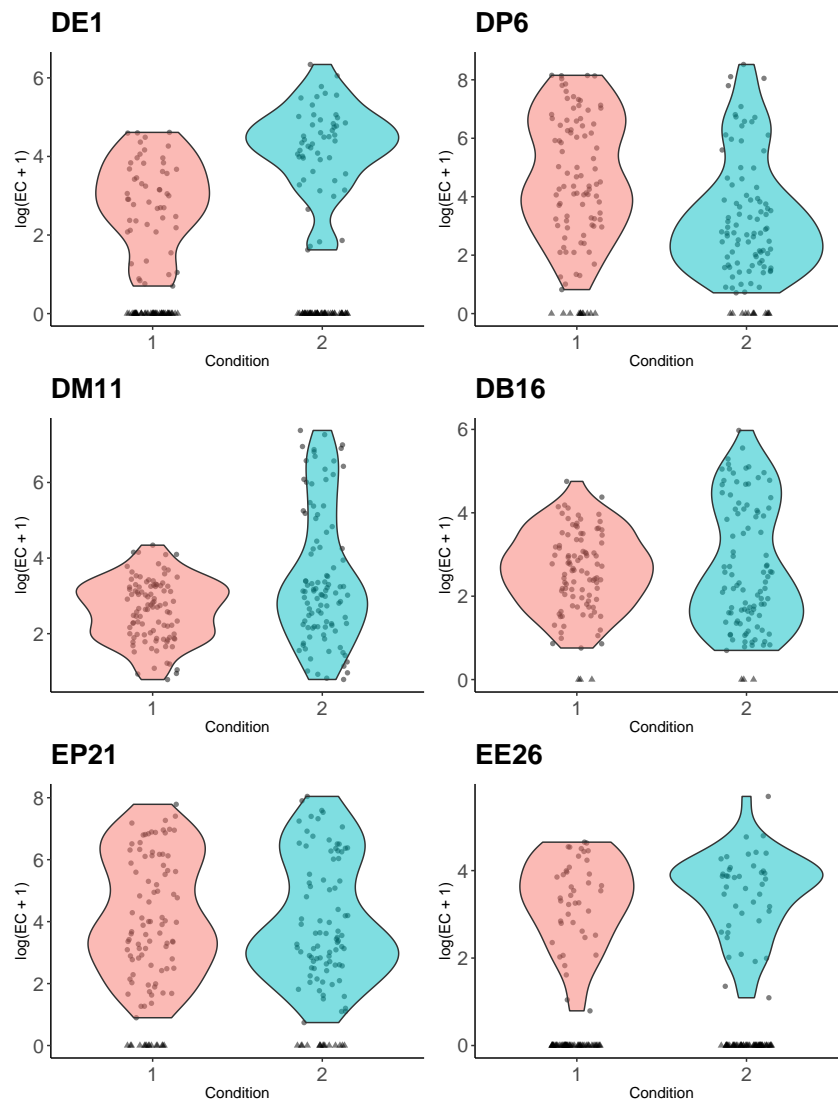 DE1
DP6
log(EC + 1)
6
4
2
0
1
2
Condition
log(EC + 1)
8
6
4
2
0
1
2
Condition
DM11
DB16
log(EC + 1)
6
4
2
1
2
Condition
log(EC + 1)
6
4
2
0
1
2
Condition
EP21
EE26
log(EC + 1)
8
6
4
2
0
1
2
Condition
log(EC + 1)
4
2
0
1
2
Condition